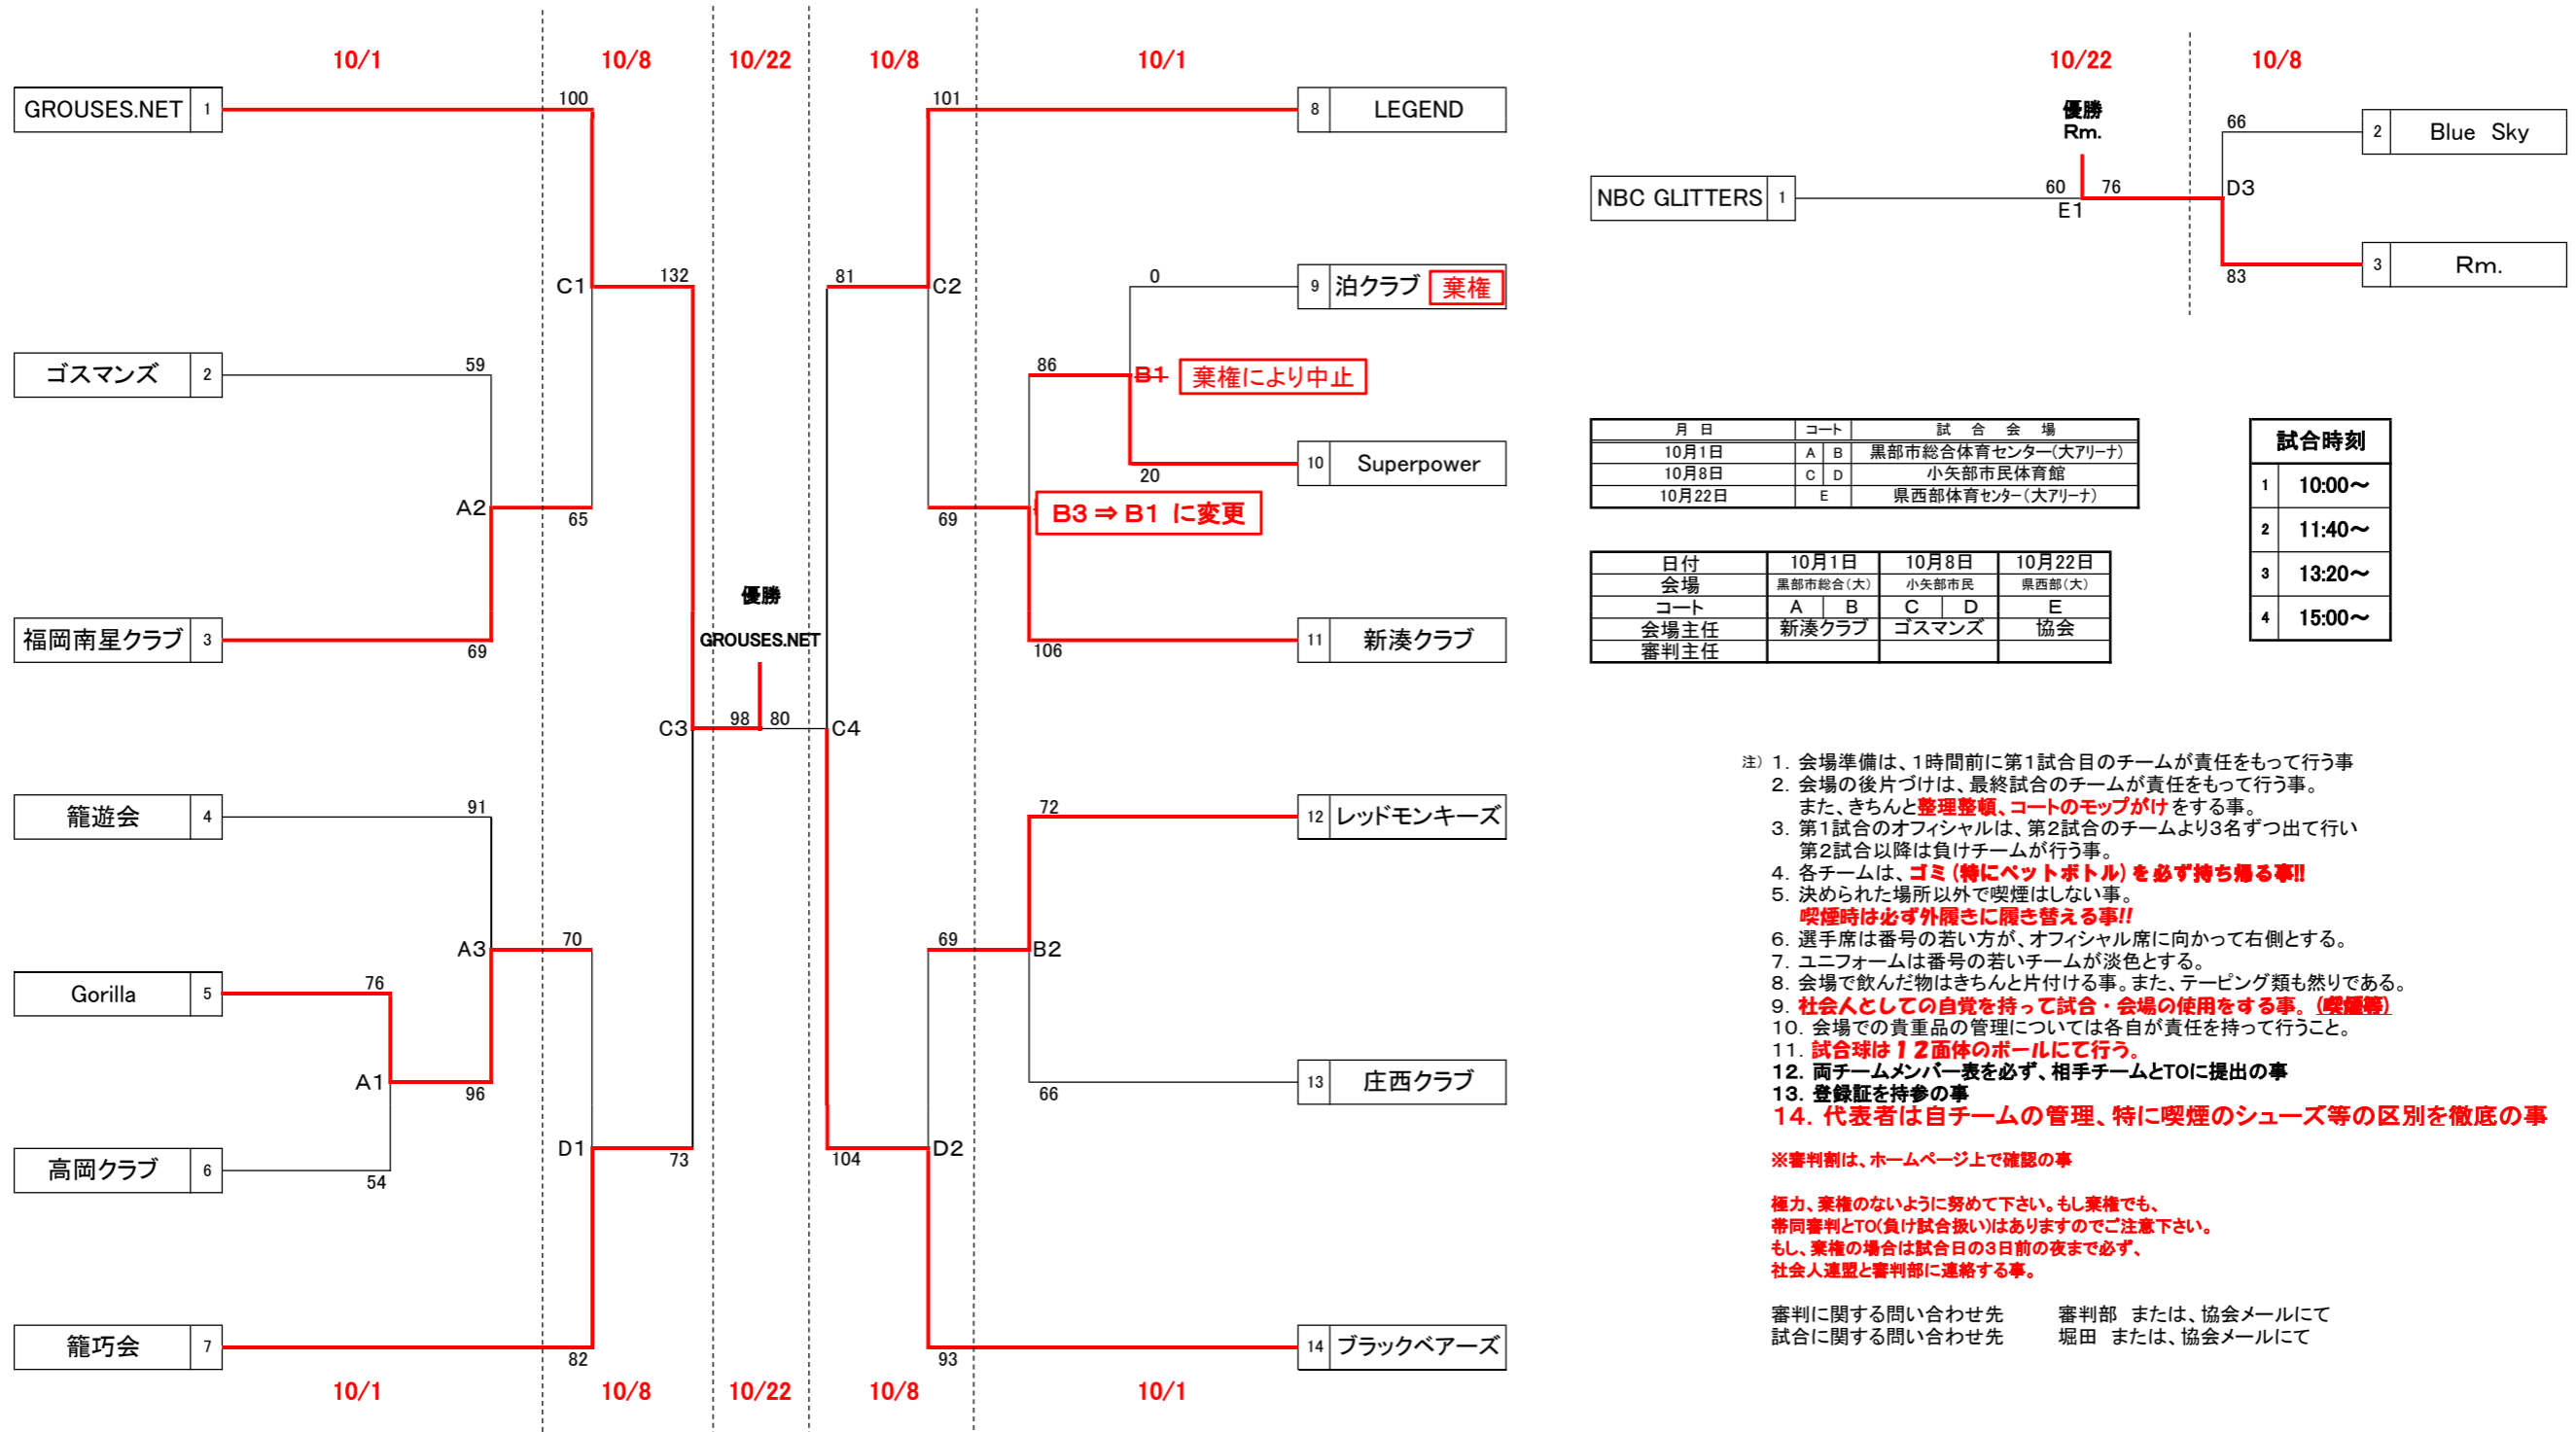 10/1
10/8
10/22
10/8
10/1
GROUSES.NET 1
100
C1
132
ゴスマンズ 2
59
A2
65
福岡南星クラブ 3
69
籠遊会 4
91
A3
70
Gorilla 5
76
A1
96
高岡クラブ 6
54
D1
73
籠巧会 7
82
C3
優勝
GROUSES.NET
98 80
C4
101
8 LEGEND
81
C2
0
9 泊クラブ 棄権
86
B1 棄権により中止
10 Superpower
20
69
B3 ⇒ B1 に変更
11 新湊クラブ
106
72
12 レッドモンキーズ
69
B2
13 庄西クラブ
66
104
D2
14 ブラックベアーズ
93
10/1
10/8
10/22
10/8
10/1
10/22
10/8
優勝
Rm.
66
2 Blue Sky
NBC GLITTERS 1
60 76
E1
D3
3 Rm.
83
月 日 コート 試 合 会 場
10月1日 A B 黒部市総合体育センター(大アリーナ)
10月8日 C D 小矢部市民体育館
10月22日 E 県西部体育センター(大アリーナ)
日付 10月1日 10月8日 10月22日
会場 黒部市総合(大) 小矢部市民 県西部(大)
コート A B C D E
会場主任 新湊クラブ ゴスマンズ 協会
審判主任
試合時刻
1 10:00～
2 11:40～
3 13:20～
4 15:00～
注) 1. 会場準備は、1時間前に第1試合目のチームが責任をもって行う事
2. 会場の後片づけは、最終試合のチームが責任をもって行う事。
また、きちんと整理整頓、コートのモップがけをする事。
3. 第1試合のオフィシャルは、第2試合のチームより3名ずつ出て行い
第2試合以降は負けチームが行う事。
4. 各チームは、ゴミ(特にペットボトル)を必ず持ち帰る事!!
5. 決められた場所以外で喫煙はしない事。
喫煙時は必ず外履きに履き替える事!!
6. 選手席は番号の若い方が、オフィシャル席に向かって右側とする。
7. ユニフォームは番号の若いチームが淡色とする。
8. 会場で飲んだ物はきちんと片付ける事。また、テーピング類も然りである。
9. 社会人としての自覚を持って試合・会場の使用をする事。(喫煙等)
10. 会場での貴重品の管理については各自が責任を持って行うこと。
11. 試合球は12面体のボールにて行う。
12. 両チームメンバー表を必ず、相手チームとTOに提出の事
13. 登録証を持参の事
14. 代表者は自チームの管理、特に喫煙のシューズ等の区別を徹底の事
※審判割は、ホームページ上で確認の事
極力、棄権のないように努めて下さい。もし棄権でも、
帯同審判とTO(負け試合扱い)はありますのでご注意下さい。
もし、棄権の場合は試合日の3日前の夜まで必ず、
社会人連盟と審判部に連絡する事。
審判に関する問い合わせ先 審判部 または、協会メールにて
試合に関する問い合わせ先 堀田 または、協会メールにて